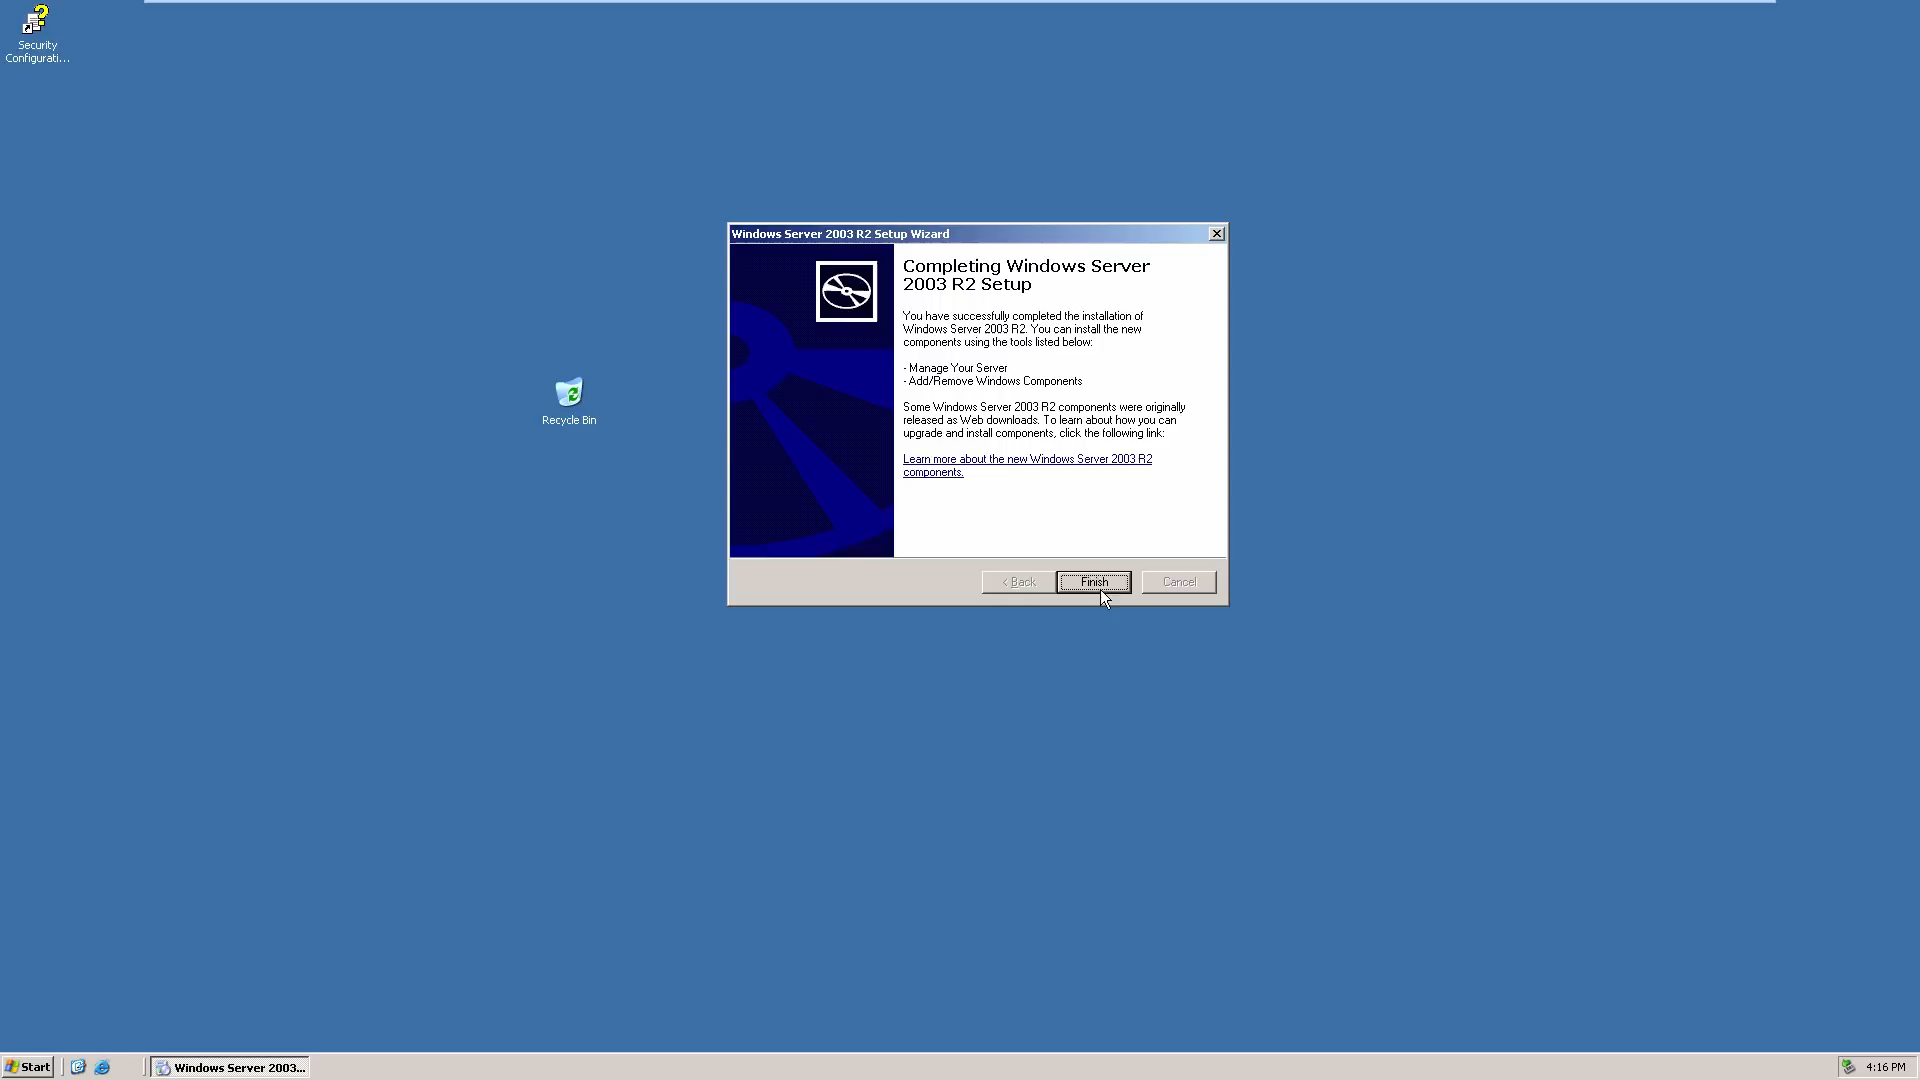 Security
Configurati...
Recycle Bin
Windows Server 2003 R2 Setup Wizard
Completing Windows Server
2003 R2 Setup
You have successfully completed the installation of
Windows Server 2003 R2. You can install the new
components using the tools listed below:
- Manage Your Server
- Add/Remove Windows Components
Some Windows Server 2003 R2 components were originally
released as Web downloads. To learn about how you can
upgrade and install components, click the following link:
Learn more about the new Windows Server 2003 R2
components.
< Back
Finish
Cancel
Start
Windows Server 2003...
4:16 PM